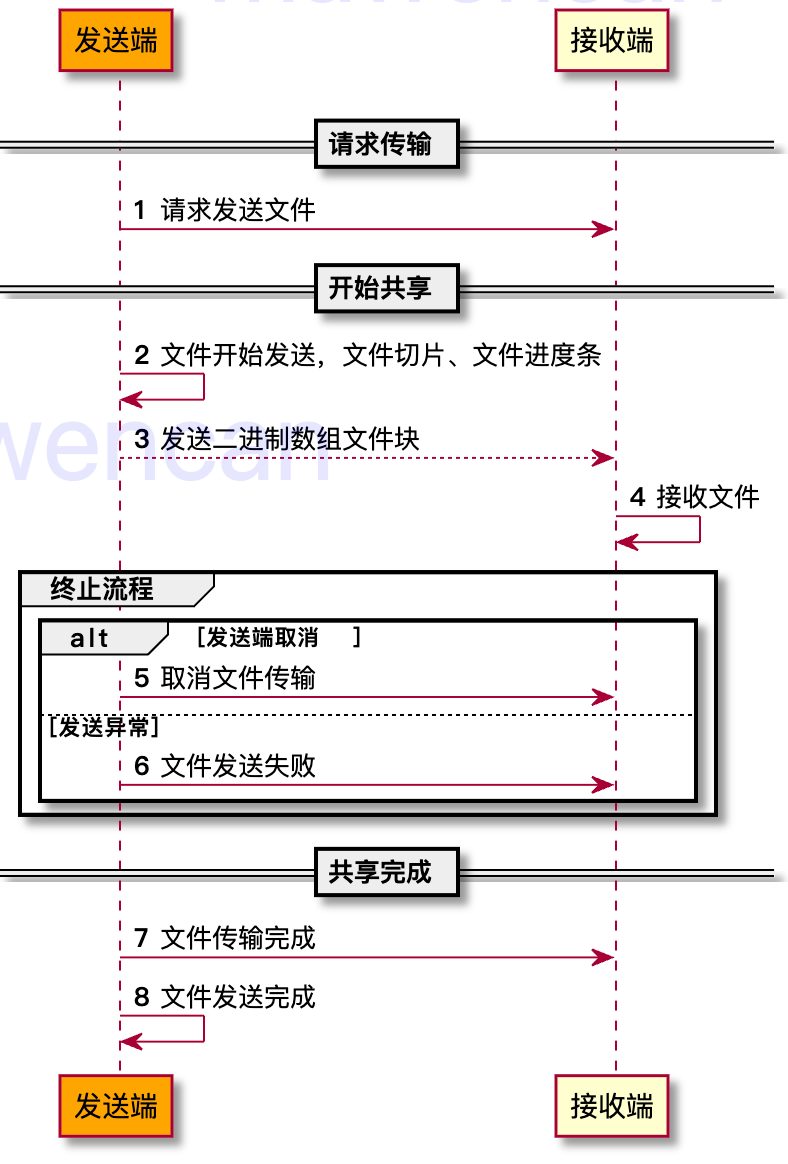 发送端 接收端
请求传输
1 请求发送文件
开始共享
2 文件开始发送，文件切片、文件进度条
3 发送二进制数组文件块
wencan
4 接收文件
终止流程
alt [发送端取消 ]
5 取消文件传输
[发送异常]
6 文件发送失败
共享完成
7 文件传输完成
8 文件发送完成
发送端 接收端